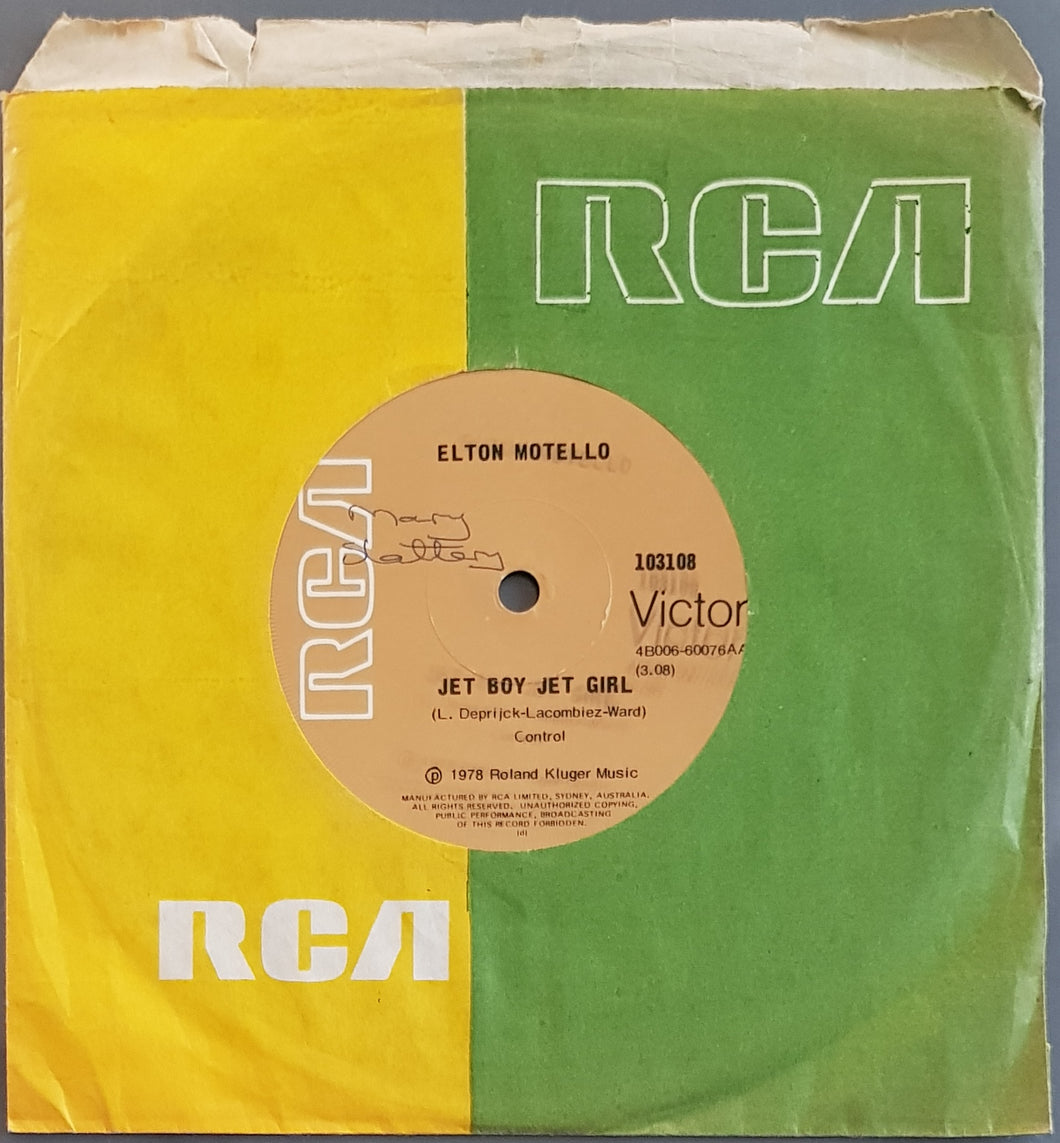 RCA
ELTON MOTELLO
RCA
Mary
Slattery
103108
Victor
4B006-60076AA
(3.08)
JET BOY JET GIRL
(L. Deprijck-Lacombiez-Ward)
Control
℗ 1978 Roland Kluger Music
MANUFACTURED BY RCA LIMITED, SYDNEY, AUSTRALIA.
ALL RIGHTS RESERVED. UNAUTHORIZED COPYING,
PUBLIC PERFORMANCE, BROADCASTING
OF THIS RECORD FORBIDDEN.
(d)
RCA